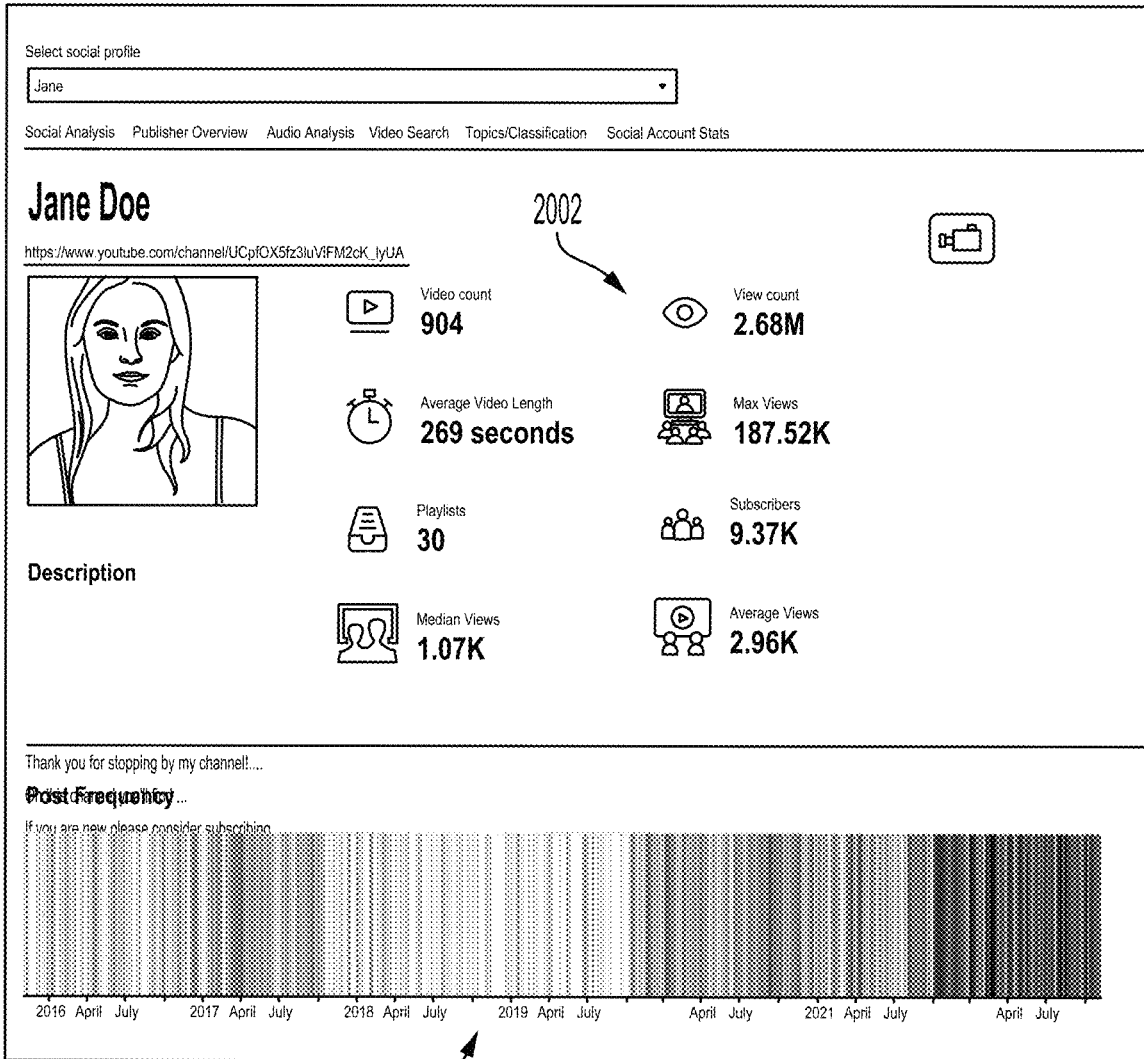 Select social profile
Jane
Social Analysis Publisher Overview Audio Analysis Video Search Topics/Classification Social Account Stats
Jane Doe
2002
https://www.youtube.com/channel/UCpfOX5fz3luViFM2cK_lyUA
Video count
904
View count
2.68M
Average Video Length
269 seconds
Max Views
187.52K
Playlists
30
Subscribers
9.37K
Description
Median Views
1.07K
Average Views
2.96K
Thank you for stopping by my channel!....
Post Frequency ...
If you are new please consider subscribing
2016 April July 2017 April July 2018 April July 2019 April July April July 2021 April July April July